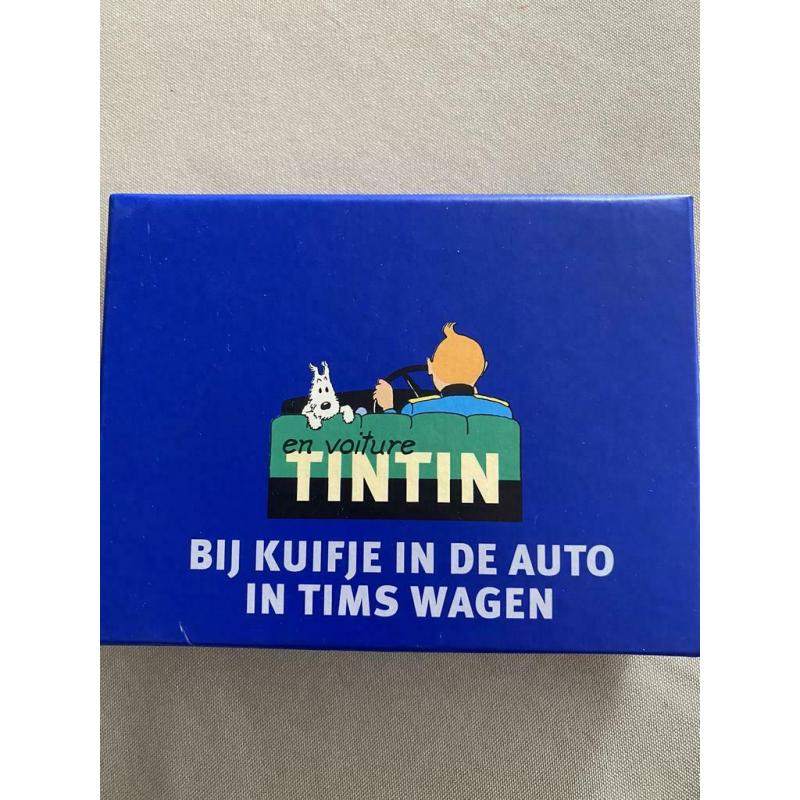 en voiture
TINTIN
BIJ KUIFJE IN DE AUTO
IN TIMS WAGEN